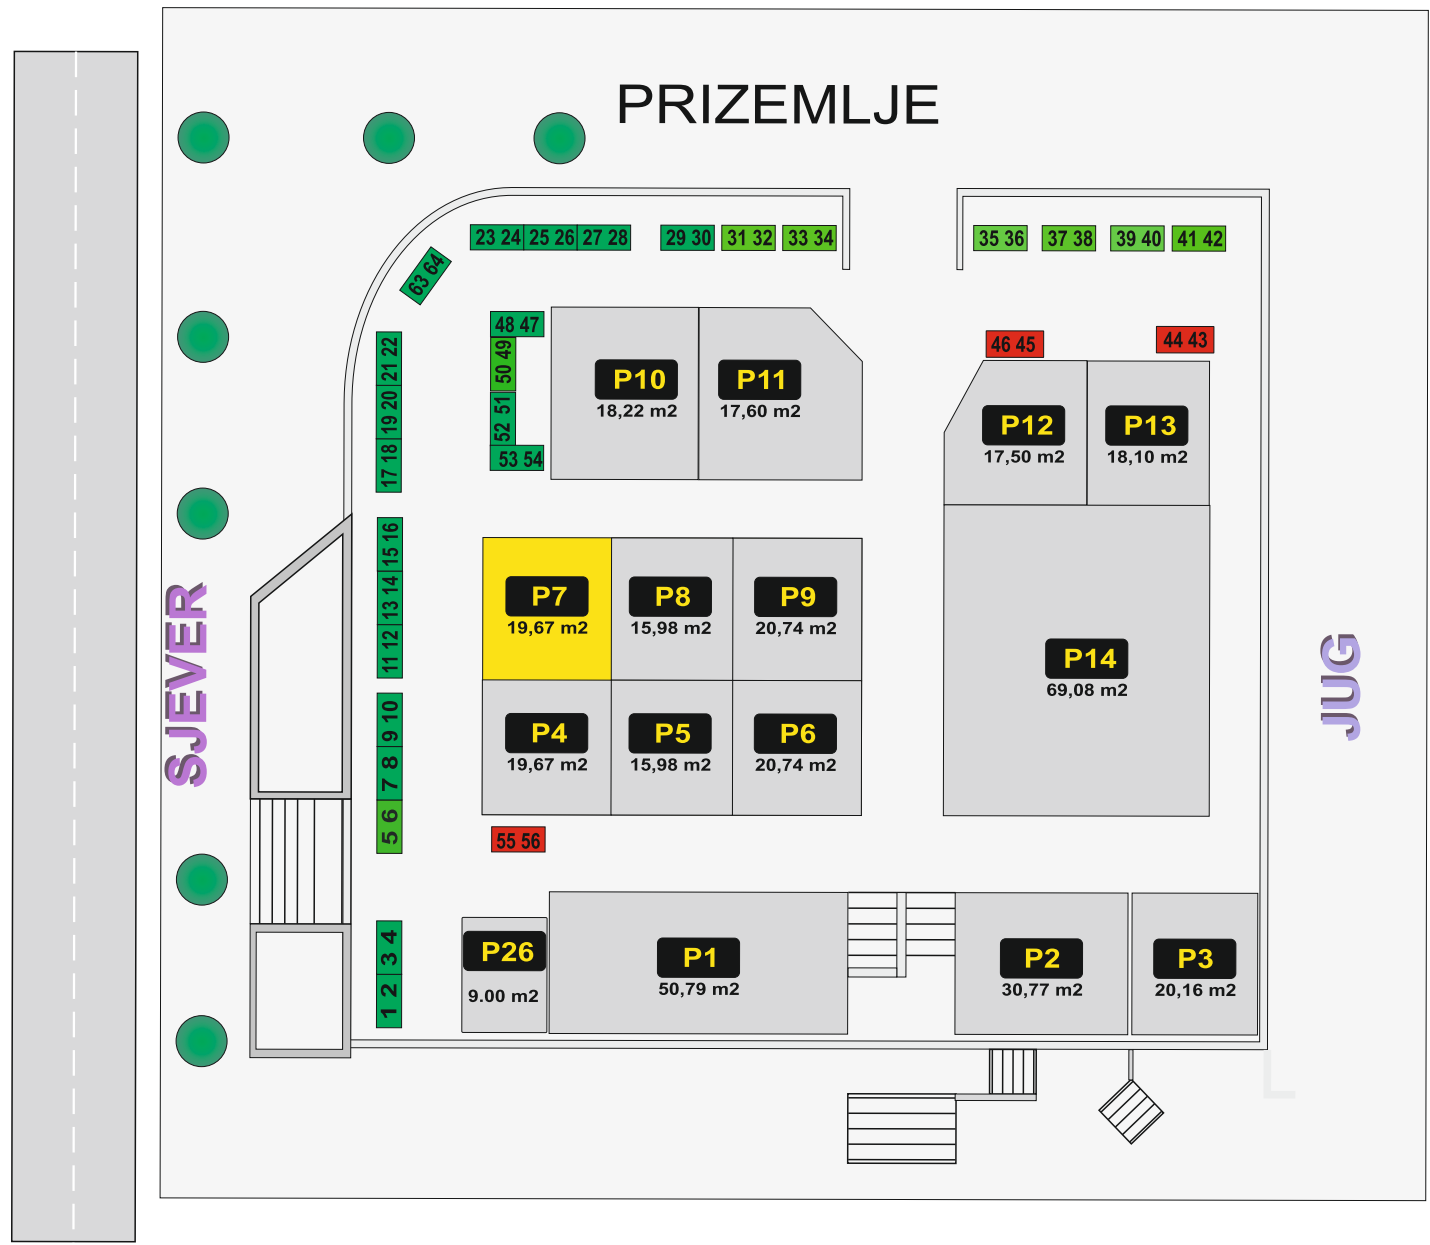 PRIZEMLJE
23 24 25 26 27 28 29 30 31 32 33 34 35 36 37 38 39 40 41 42
63 64
48 47
46 45
44 43
21 22
50 49
P10
18,22 m2
P11
17,60 m2
19 20
52 51
P12
17,50 m2
P13
18,10 m2
17 18
53 54
15 16
13 14
11 12
P7
19,67 m2
P8
15,98 m2
P9
20,74 m2
P14
69,08 m2
SJEVER
JUG
9 10
7 8
5 6
P4
19,67 m2
P5
15,98 m2
P6
20,74 m2
55 56
3 4
1 2
P26
9.00 m2
P1
50,79 m2
P2
30,77 m2
P3
20,16 m2